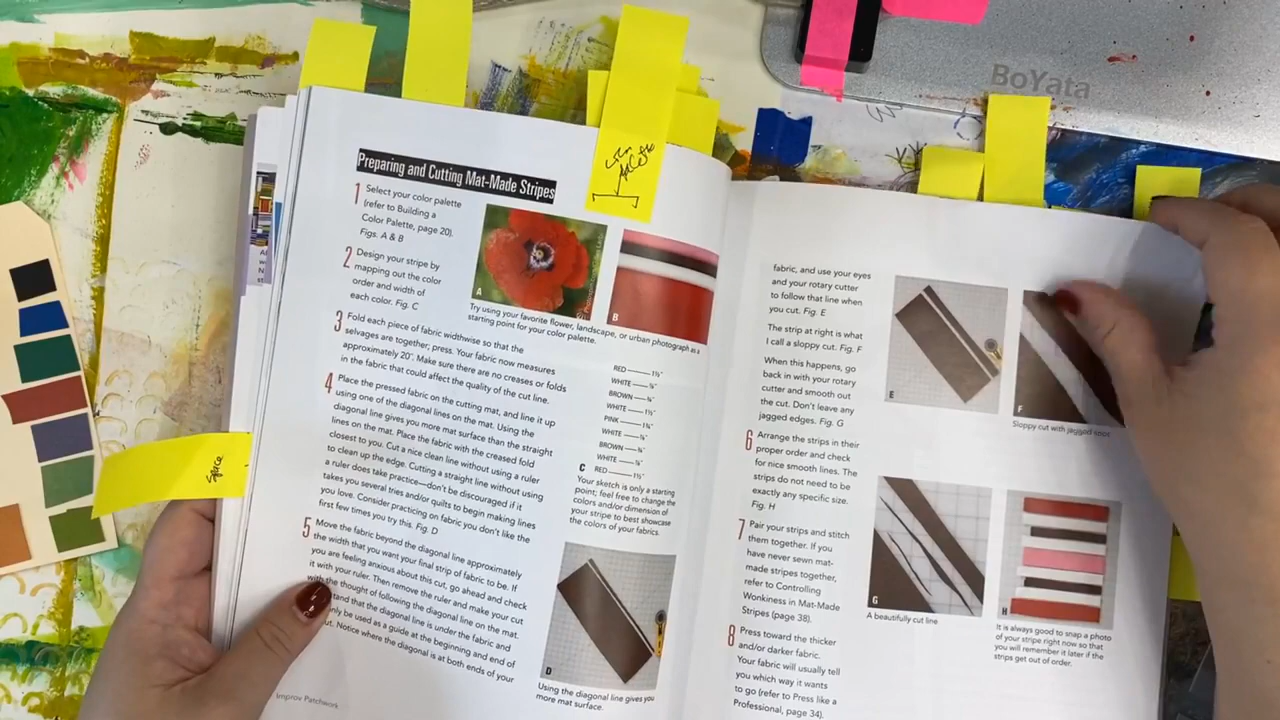 BoYata
Preparing and Cutting Mat-Made Stripes
1 Select your color palette
(refer to Building a
Color Palette, page 20).
Figs. A & B
2 Design your stripe by
mapping out the color
order and width of
each color. Fig. C
A
B
Try using your favorite flower, landscape, or urban photograph as a
starting point for your color palette.
3 Fold each piece of fabric widthwise so that the
selvages are together; press. Your fabric now measures
approximately 20". Make sure there are no creases or folds
in the fabric that could affect the quality of the cut line.
4 Place the pressed fabric on the cutting mat, and line it up
using one of the diagonal lines on the mat. Using the
diagonal line gives you more mat surface than the straight
lines on the mat. Place the fabric with the creased fold
closest to you. Cut a nice clean line without using a ruler
to clean up the edge. Cutting a straight line without using
a ruler does take practice—don't be discouraged if it
takes you several tries and/or quilts to begin making lines
you love. Consider practicing on fabric you don't like the
first few times you try this. Fig. D
5 Move the fabric beyond the diagonal line approximately
the width that you want your final strip of fabric to be. If
you are feeling anxious about this cut, go ahead and check
it with your ruler. Then remove the ruler and make your cut
with the thought of following the diagonal line on the mat.
stand that the diagonal line is under the fabric and
only be used as a guide at the beginning and end of
ut. Notice where the diagonal is at both ends of your
RED
WHITE
BROWN
WHITE
PINK
WHITE
BROWN
WHITE
C RED
Your sketch is only a starting
point; feel free to change the
colors and/or dimension of
your stripe to best showcase
the colors of your fabrics.
D
Using the diagonal line gives you
more mat surface.
Improv Patchwork
space
fabric, and use your eyes
and your rotary cutter
to follow that line when
you cut. Fig. E
The strip at right is what
I call a sloppy cut. Fig. F
When this happens, go
back in with your rotary
cutter and smooth out
the cut. Don't leave any
jagged edges. Fig. G
6 Arrange the strips in their
proper order and check
for nice smooth lines. The
strips do not need to be
exactly any specific size.
Fig. H
7 Pair your strips and stitch
them together. If you
have never sewn mat-
made stripes together,
refer to Controlling
Wonkiness in Mat-Made
Stripes (page 38).
8 Press toward the thicker
and/or darker fabric.
Your fabric will usually tell
you which way it wants
to go (refer to Press like a
Professional, page 34).
E
F
Sloppy cut with jagged
G
A beautifully cut line
H
It is always good to snap a photo
of your stripe right now so that
you will remember it later if the
strips get out of order.